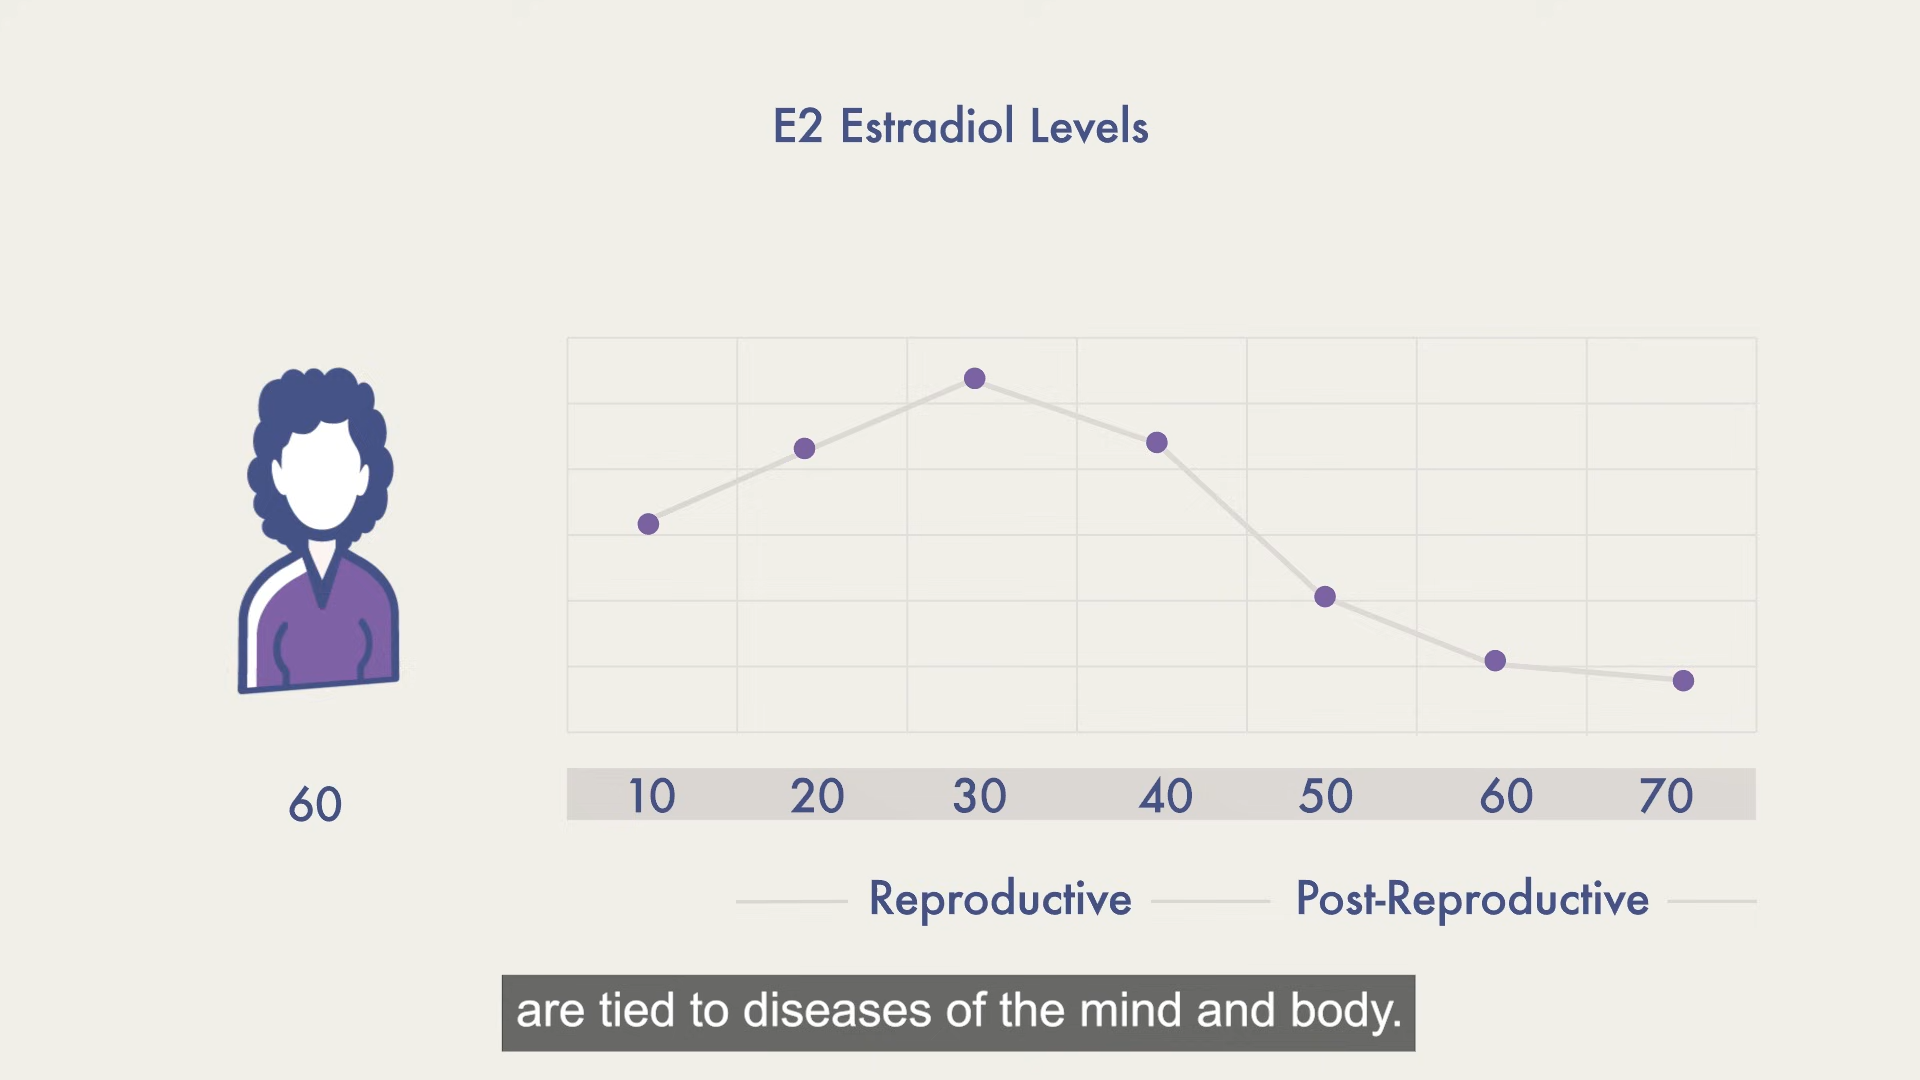 E2 Estradiol Levels
60
10 20 30 40 50 60 70
Reproductive Post-Reproductive
are tied to diseases of the mind and body.